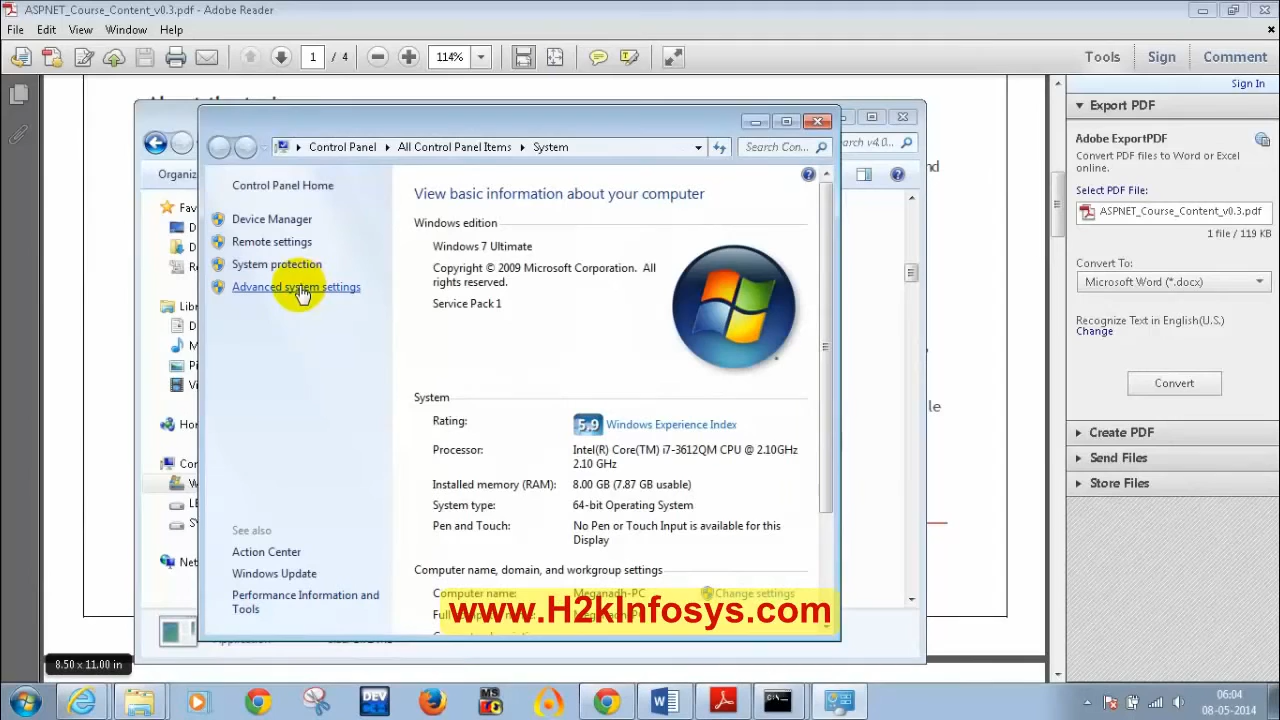 ASPNET_Course_Content_v0.3.pdf - Adobe Reader
File Edit View Window Help
1 / 4 114% Tools Sign Comment
Sign In
Export PDF
Adobe ExportPDF
Convert PDF files to Word or Excel
online.
Select PDF File:
ASPNET_Course_Content_v0.3.pdf
1 file / 119 KB
Convert To:
Microsoft Word (*.docx)
Recognize Text in English(U.S.)
Change
Convert
Create PDF
Send Files
Store Files
Control Panel All Control Panel Items System Search Con...
Organiz
Control Panel Home
Device Manager
Remote settings
System protection
Advanced system settings
See also
Action Center
Windows Update
Performance Information and
Tools
View basic information about your computer
Windows edition
Windows 7 Ultimate
Copyright © 2009 Microsoft Corporation. All
rights reserved.
Service Pack 1
System
Rating: 5.9 Windows Experience Index
Processor: Intel(R) Core(TM) i7-3612QM CPU @ 2.10GHz
2.10 GHz
Installed memory (RAM): 8.00 GB (7.87 GB usable)
System type: 64-bit Operating System
Pen and Touch: No Pen or Touch Input is available for this
Display
Computer name, domain, and workgroup settings
Computer name: Meganadh-PC Change settings
www.H2kInfosys.com
8.50 x 11.00 in
DEV
MS
06:04
08-05-2014